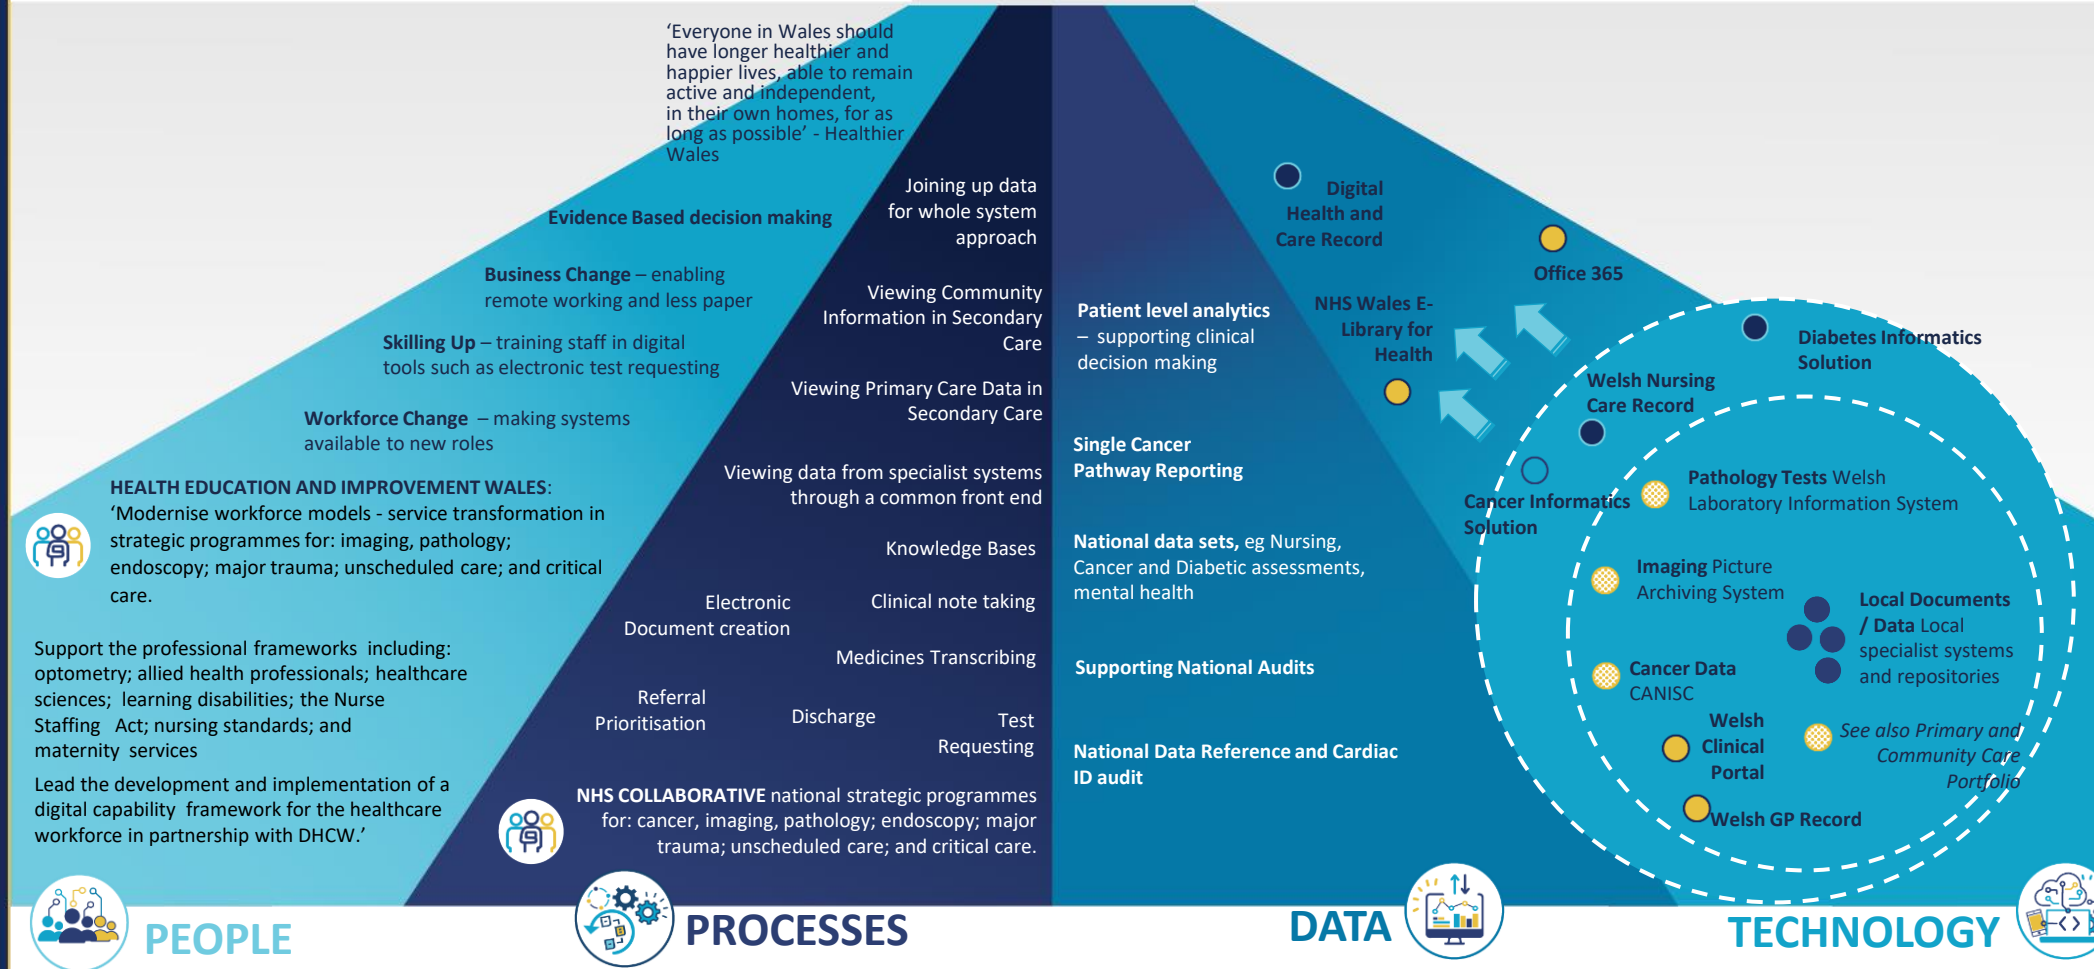 ‘Everyone in Wales should
have longer healthier and
happier lives, able to remain
active and independent,
in their own homes, for as
long as possible’ - Healthier
Wales
Evidence Based decision making
Business Change – enabling
remote working and less paper
Skilling Up – training staff in digital
tools such as electronic test requesting
Workforce Change – making systems
available to new roles
HEALTH EDUCATION AND IMPROVEMENT WALES:
‘Modernise workforce models - service transformation in
strategic programmes for: imaging, pathology;
endoscopy; major trauma; unscheduled care; and critical
care.
Support the professional frameworks including:
optometry; allied health professionals; healthcare
sciences; learning disabilities; the Nurse
Staffing Act; nursing standards; and
maternity services
Lead the development and implementation of a
digital capability framework for the healthcare
workforce in partnership with DHCW.’
PEOPLE
Joining up data
for whole system
approach
Viewing Community
Information in Secondary
Care
Viewing Primary Care Data in
Secondary Care
Viewing data from specialist systems
through a common front end
Knowledge Bases
Electronic
Document creation
Clinical note taking
Medicines Transcribing
Referral
Prioritisation
Discharge
Test
Requesting
NHS COLLABORATIVE national strategic programmes
for: cancer, imaging, pathology; endoscopy; major
trauma; unscheduled care; and critical care.
PROCESSES
Patient level analytics
– supporting clinical
decision making
Single Cancer
Pathway Reporting
National data sets, eg Nursing,
Cancer and Diabetic assessments,
mental health
Supporting National Audits
National Data Reference and Cardiac
ID audit
DATA
Digital
Health and
Care Record
Office 365
NHS Wales E-
Library for
Health
Diabetes Informatics
Solution
Welsh Nursing
Care Record
Cancer Informatics
Solution
Pathology Tests Welsh
Laboratory Information System
Imaging Picture
Archiving System
Local Documents
/ Data Local
specialist systems
and repositories
Cancer Data
CANISC
Welsh
Clinical
Portal
See also Primary and
Community Care
Portfolio
Welsh GP Record
TECHNOLOGY